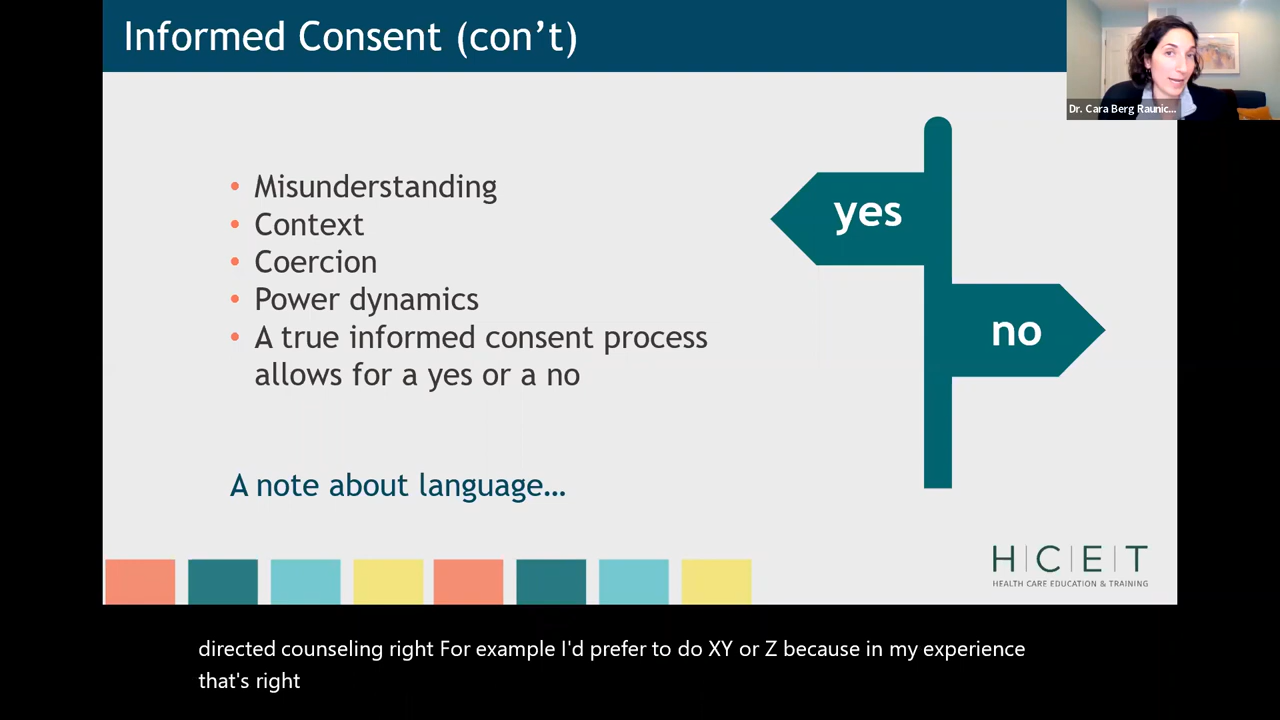 Informed Consent (con’t)
Dr. Cara Berg Raunic...
• Misunderstanding
• Context
• Coercion
• Power dynamics
• A true informed consent process
allows for a yes or a no
yes
no
A note about language…
H|C|E|T
HEALTH CARE EDUCATION & TRAINING
directed counseling right For example I'd prefer to do XY or Z because in my experience
that's right